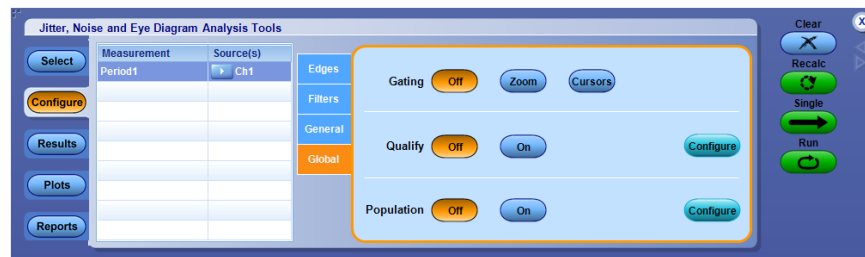 Jitter, Noise and Eye Diagram Analysis Tools
Clear
X
Select
Measurement Source(s)
Period1 Ch1
Edges
Gating Off Zoom Cursors
Recalc
Configure
Filters
Single
General
Results
Qualify Off On Configure
Run
Global
Plots
Population Off On Configure
Reports